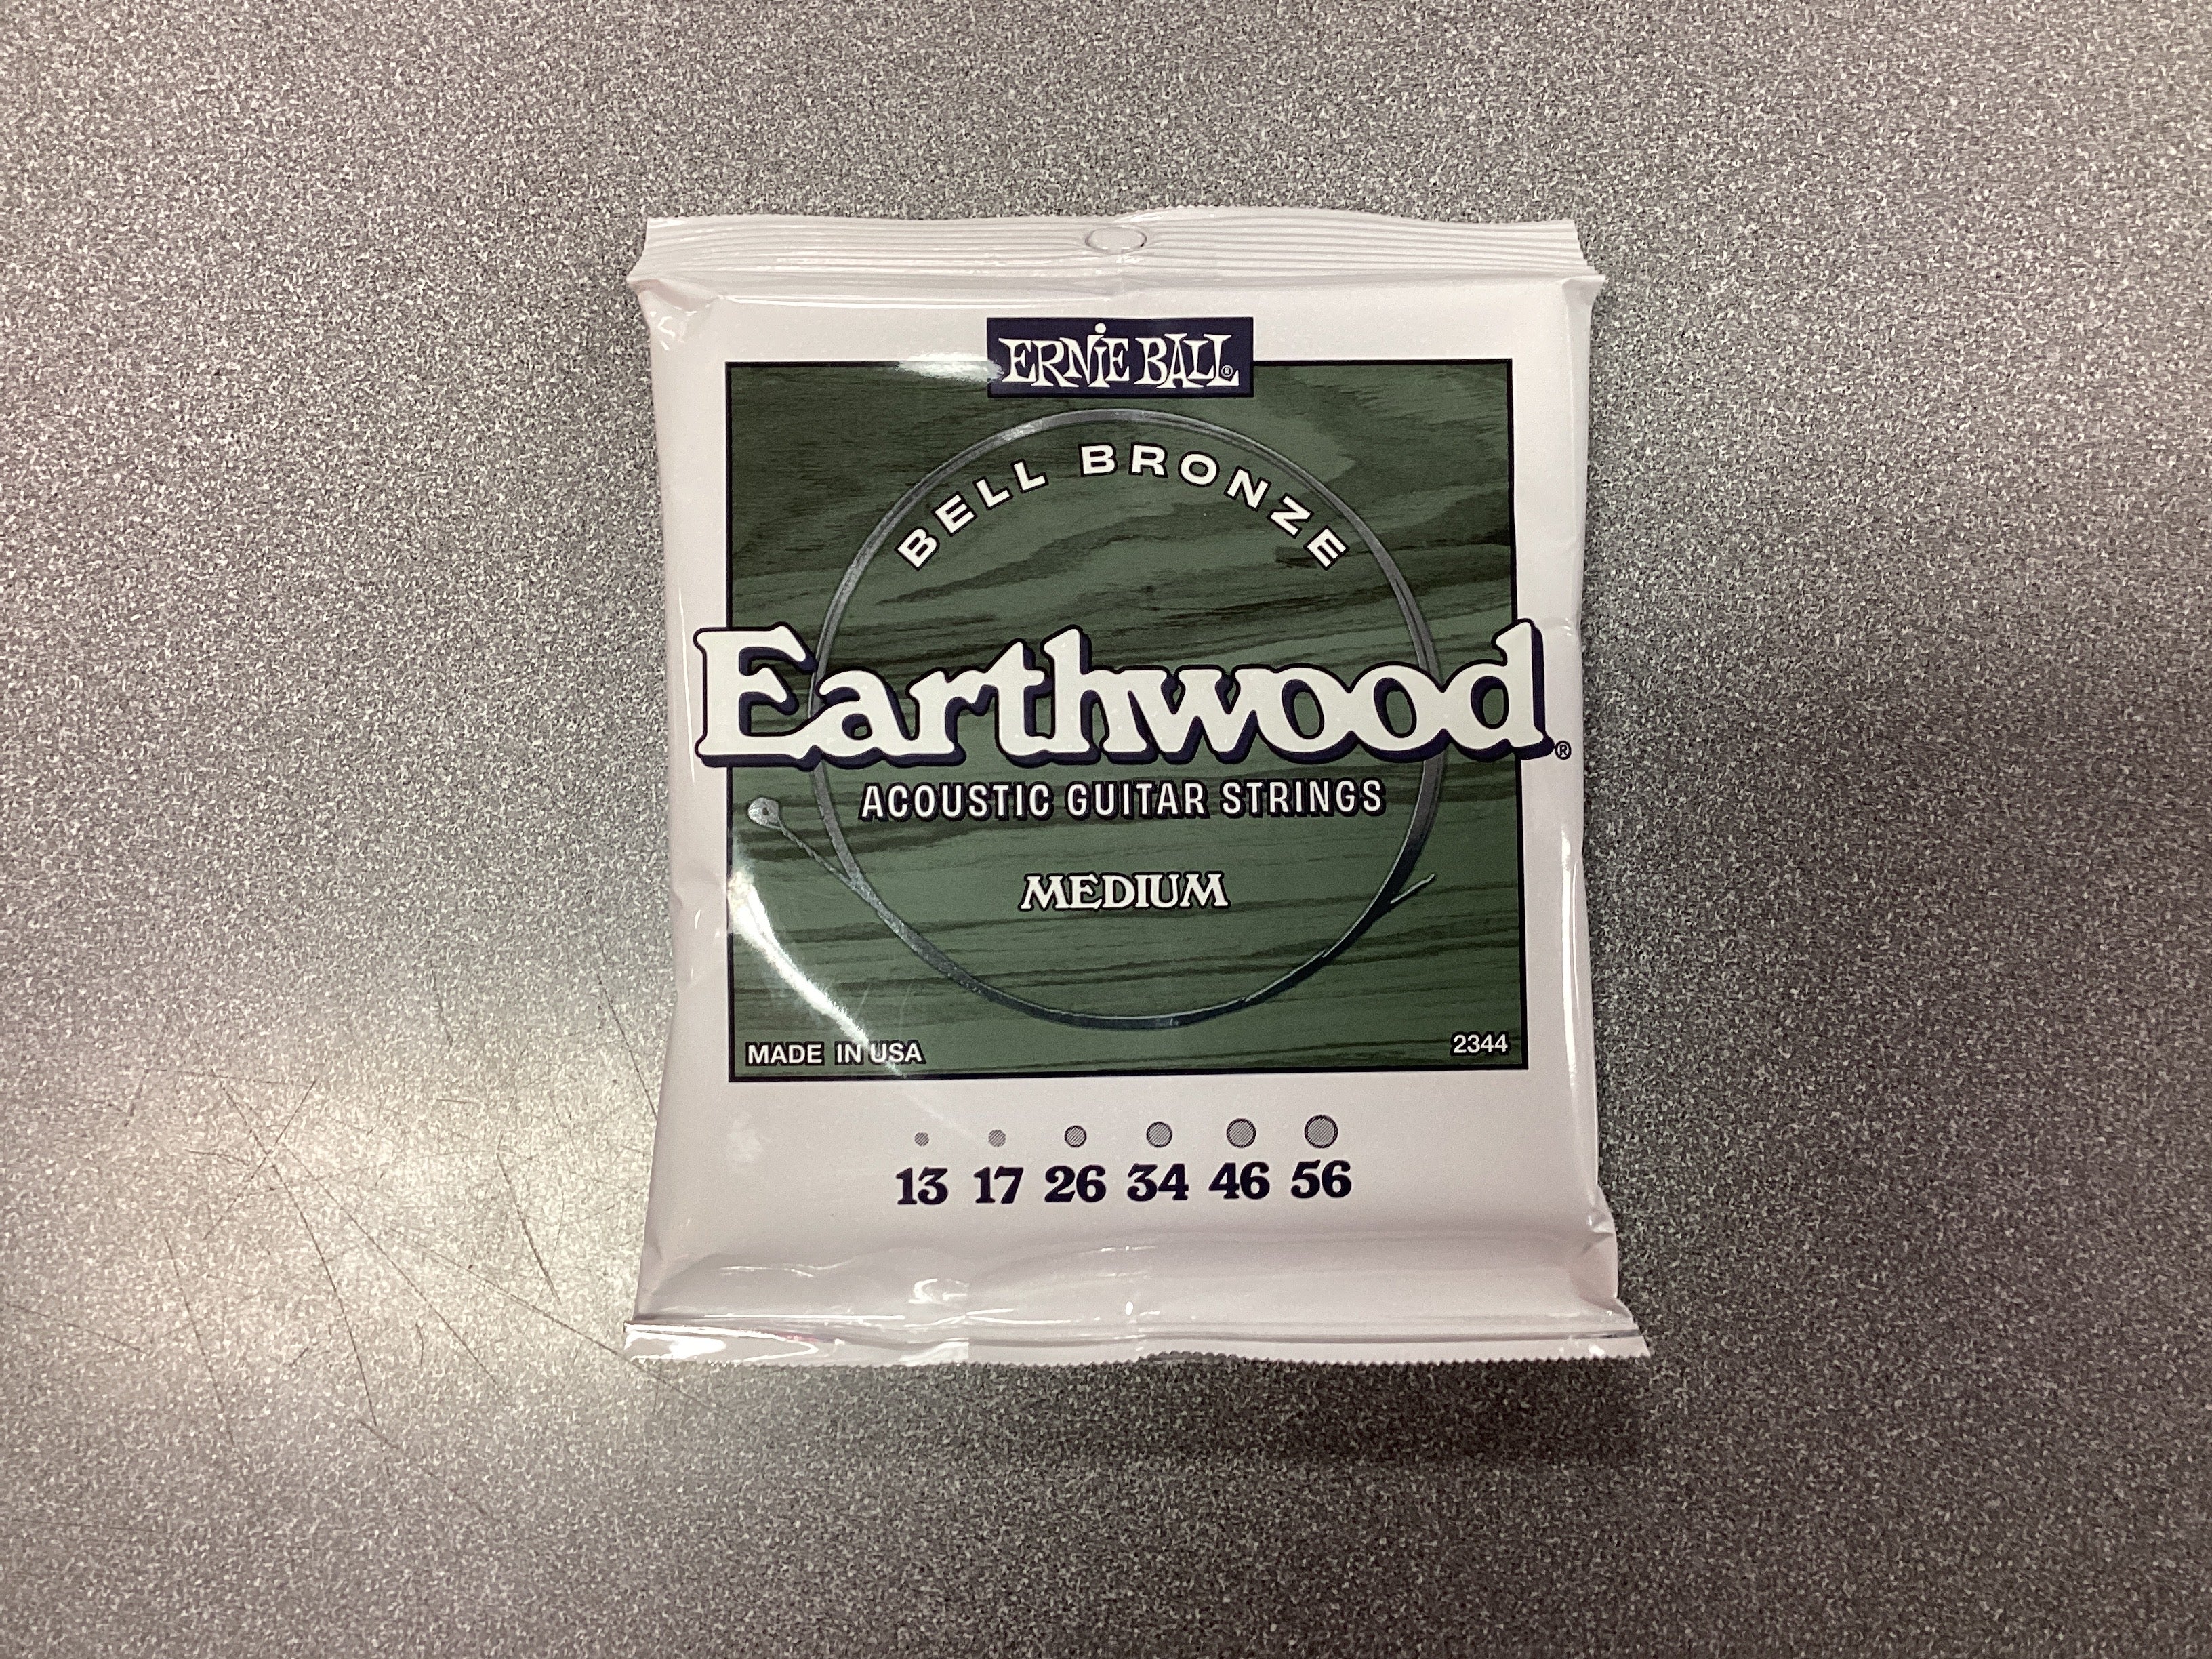 ERNIE BALL®
BELL BRONZE
Earthwood®
ACOUSTIC GUITAR STRINGS
MEDIUM
MADE IN USA
2344
13 17 26 34 46 56